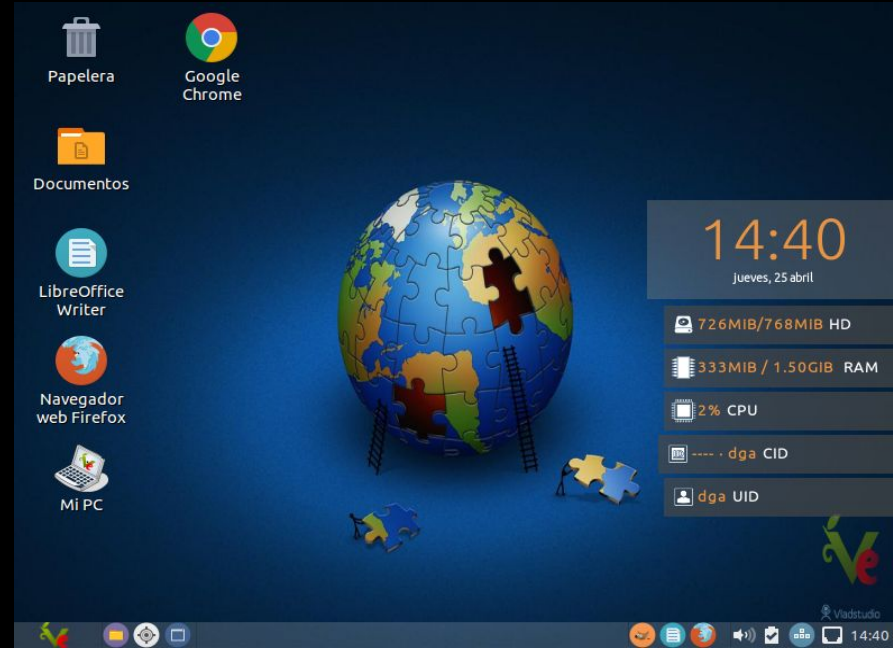 Papelera
Google
Chrome
Documentos
LibreOffice
Writer
Navegador
web Firefox
Mi PC
14:40
jueves, 25 abril
726MIB/768MIB HD
333MIB / 1.50GIB RAM
2% CPU
---- · dga CID
dga UID
Vladstudio
14:40